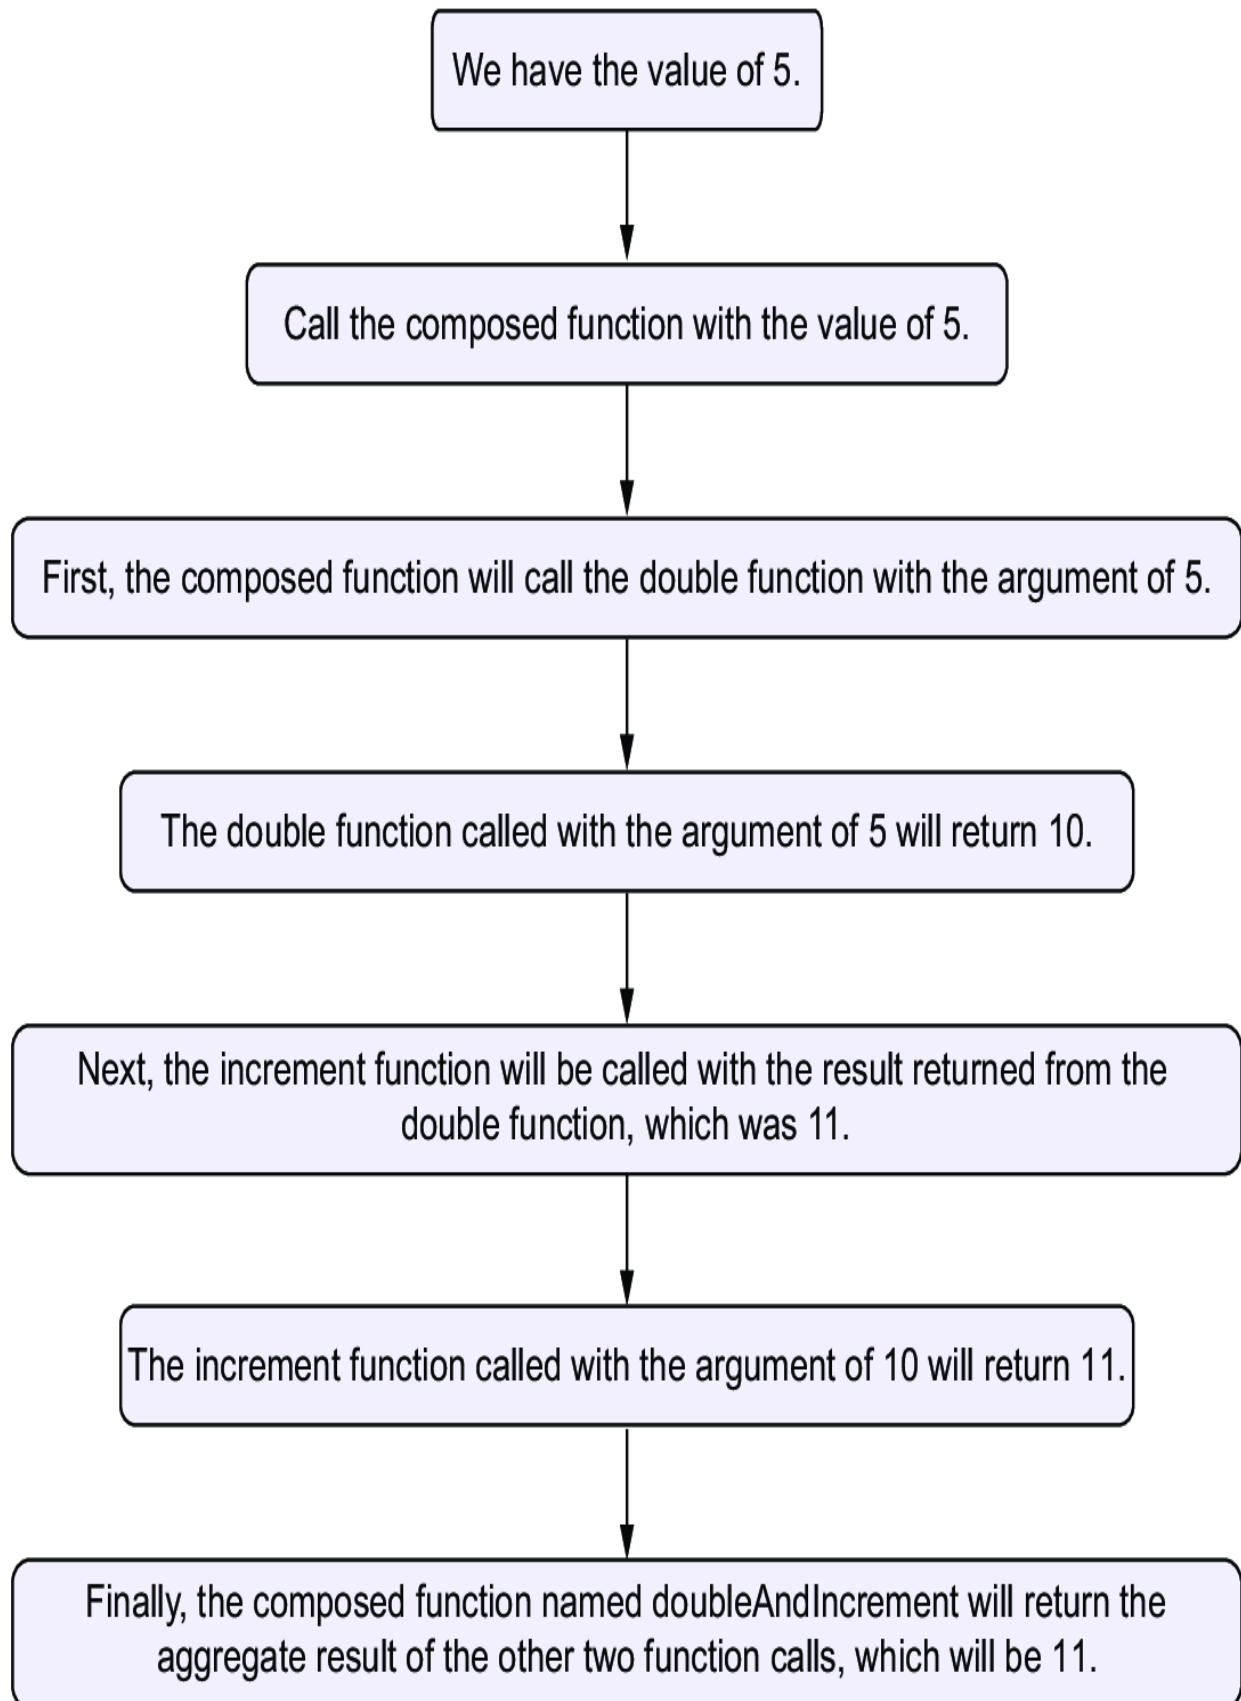 We have the value of 5.
Call the composed function with the value of 5.
First, the composed function will call the double function with the argument of 5.
The double function called with the argument of 5 will return 10.
Next, the increment function will be called with the result returned from the
double function, which was 11.
The increment function called with the argument of 10 will return 11.
Finally, the composed function named doubleAndIncrement will return the
aggregate result of the other two function calls, which will be 11.